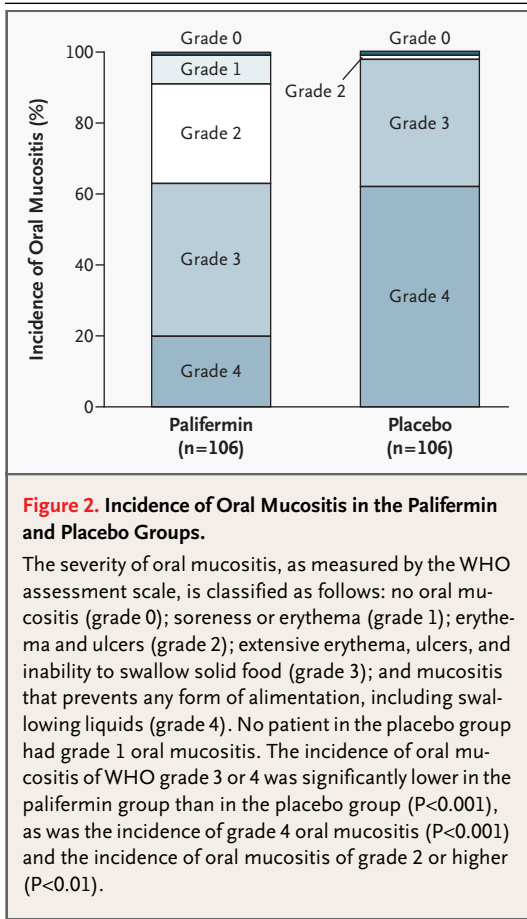 Incidence of Oral Mucositis (%)
100
80
60
40
20
0
Grade 0
Grade 1
Grade 2
Grade 3
Grade 4
Grade 0
Grade 2
Grade 3
Grade 4
Palifermin
(n=106)
Placebo
(n=106)
Figure 2. Incidence of Oral Mucositis in the Palifermin
and Placebo Groups.
The severity of oral mucositis, as measured by the WHO
assessment scale, is classified as follows: no oral mu-
cositis (grade 0); soreness or erythema (grade 1); erythe-
ma and ulcers (grade 2); extensive erythema, ulcers, and
inability to swallow solid food (grade 3); and mucositis
that prevents any form of alimentation, including swal-
lowing liquids (grade 4). No patient in the placebo group
had grade 1 oral mucositis. The incidence of oral mu-
cositis of WHO grade 3 or 4 was significantly lower in the
palifermin group than in the placebo group (P<0.001),
as was the incidence of grade 4 oral mucositis (P<0.001)
and the incidence of oral mucositis of grade 2 or higher
(P<0.01).